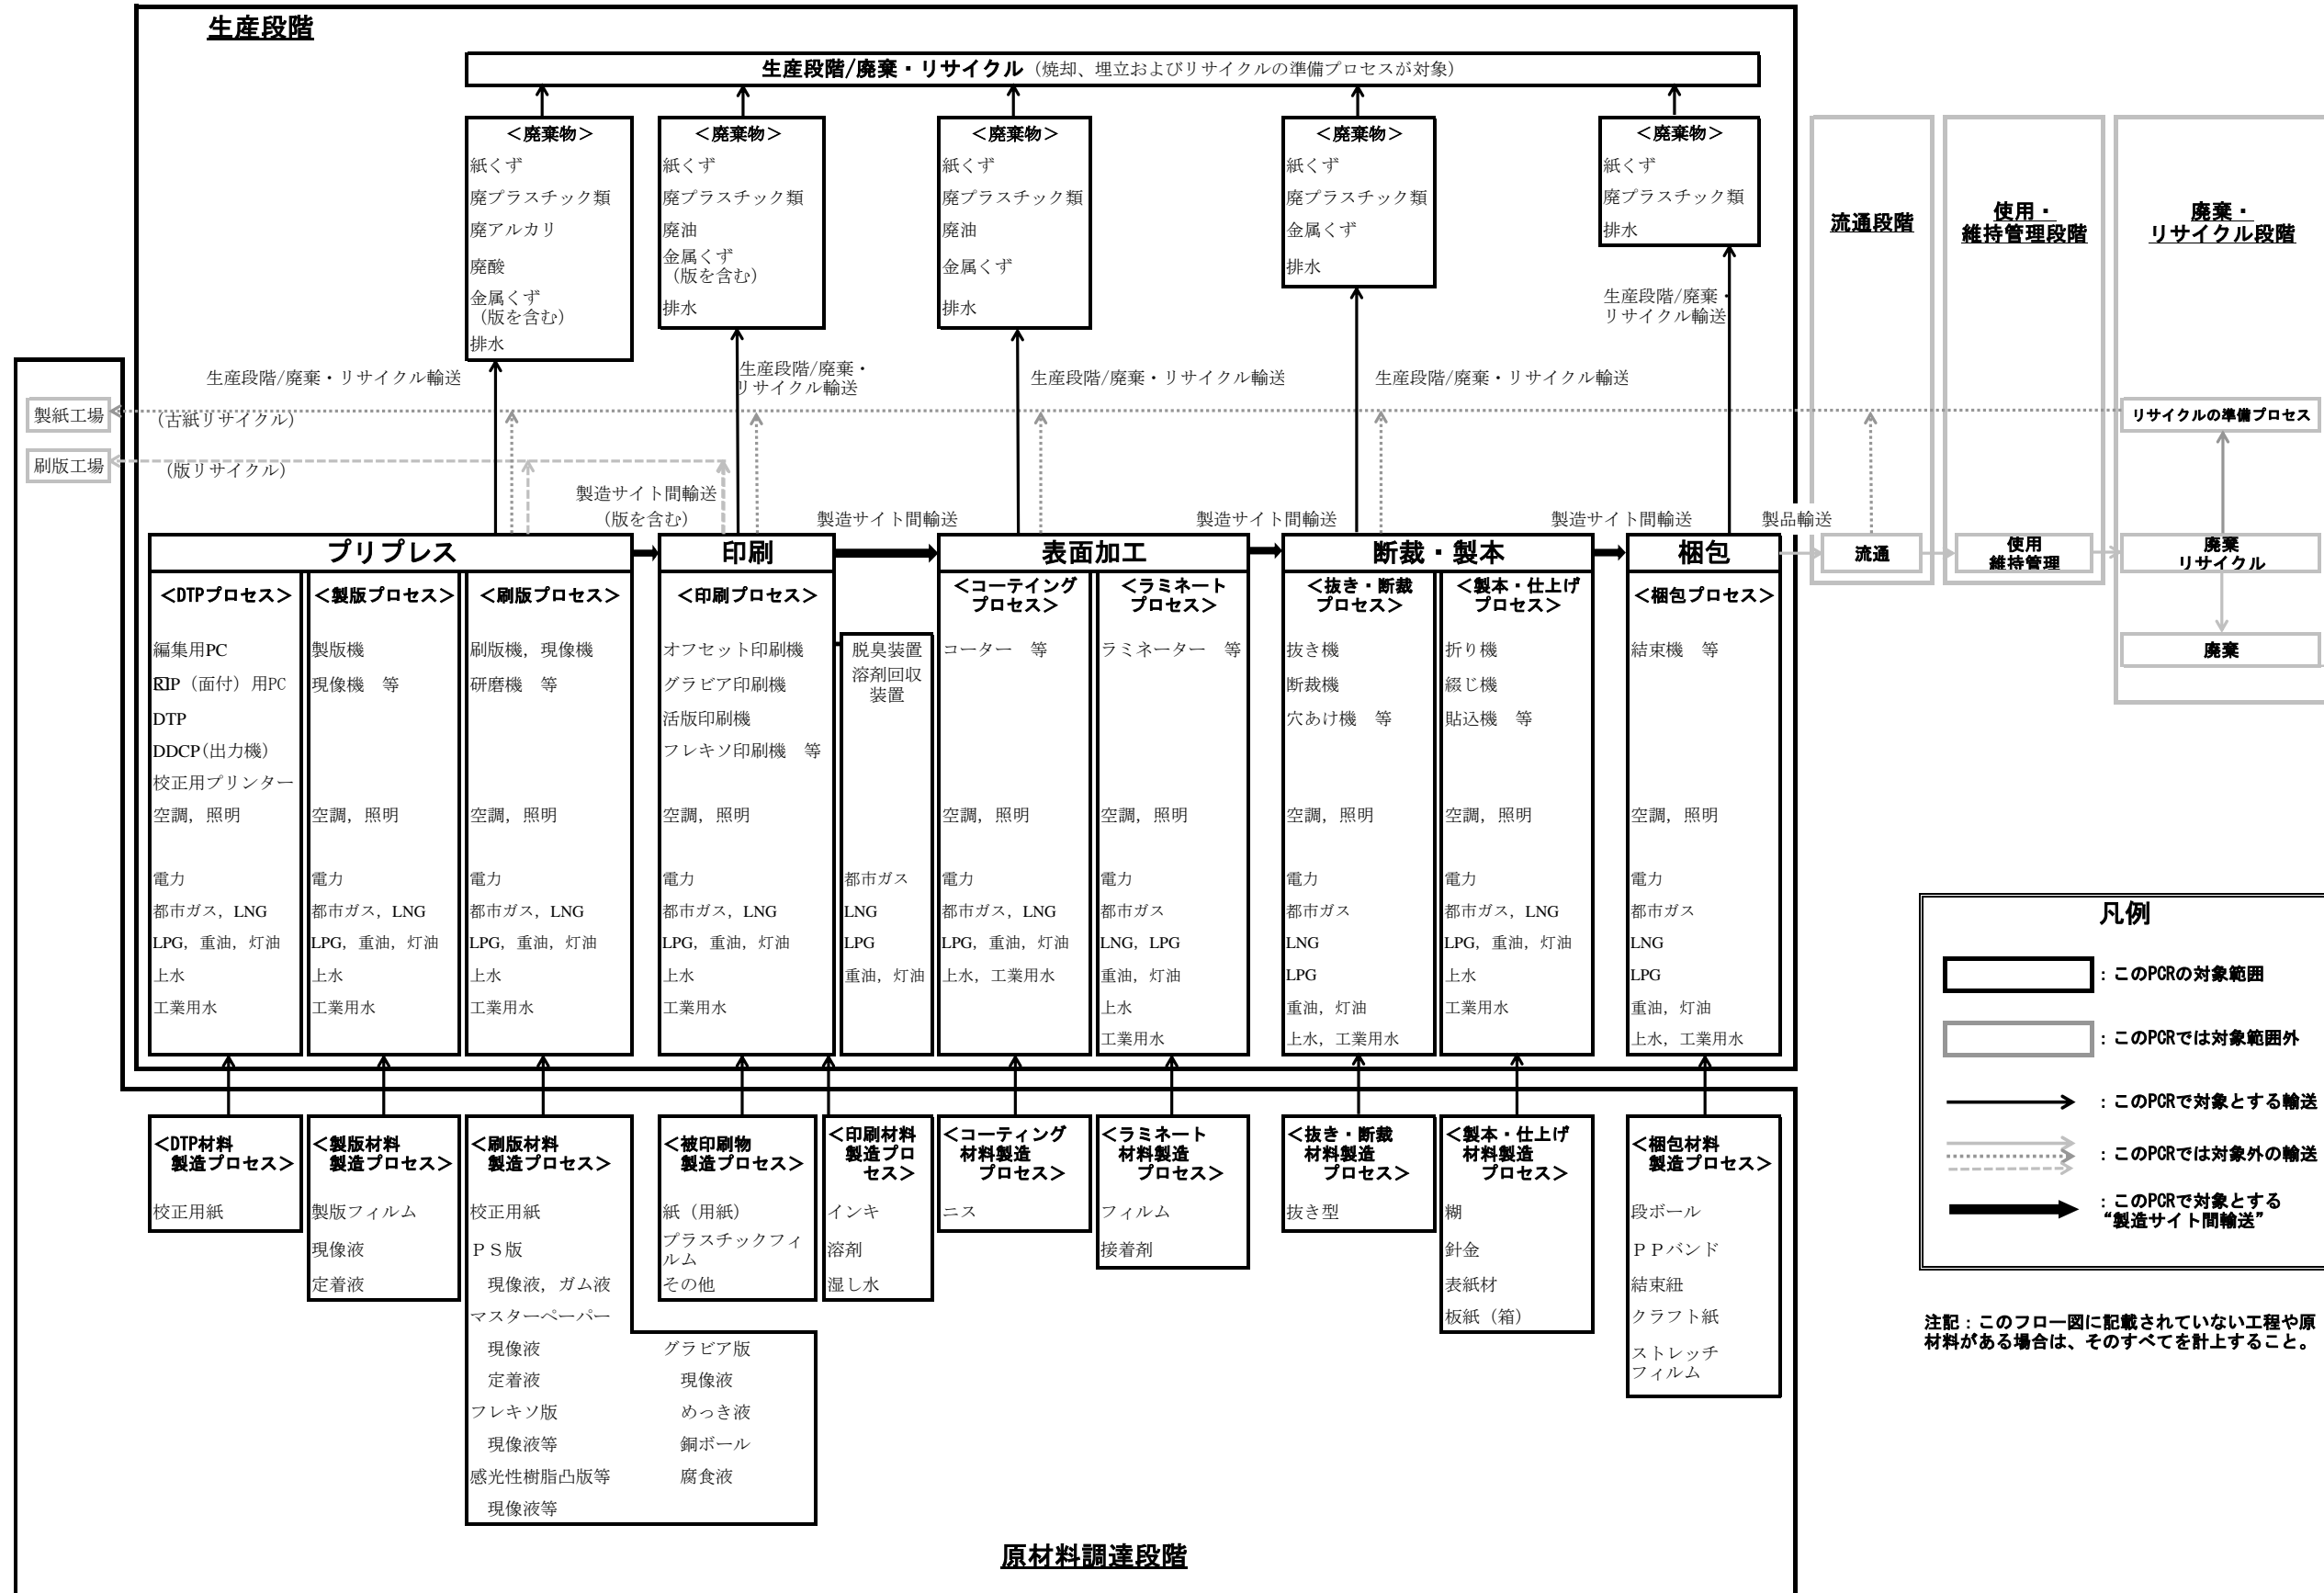 生産段階
生産段階/廃棄・リサイクル（焼却、埋立およびリサイクルの準備プロセスが対象）
＜廃棄物＞
紙くず
廃プラスチック類
廃アルカリ
廃酸
金属くず
（版を含む）
排水
＜廃棄物＞
紙くず
廃プラスチック類
廃油
金属くず
（版を含む）
排水
＜廃棄物＞
紙くず
廃プラスチック類
廃油
金属くず
排水
＜廃棄物＞
紙くず
廃プラスチック類
金属くず
排水
＜廃棄物＞
紙くず
廃プラスチック類
排水
流通段階
使用・
維持管理段階
廃棄・
リサイクル段階
生産段階/廃棄・リサイクル輸送
生産段階/廃棄・
リサイクル輸送
生産段階/廃棄・リサイクル輸送
生産段階/廃棄・リサイクル輸送
生産段階/廃棄・
リサイクル輸送
製紙工場
（古紙リサイクル）
リサイクルの準備プロセス
刷版工場
（版リサイクル）
製造サイト間輸送
（版を含む）
製造サイト間輸送
製造サイト間輸送
製造サイト間輸送
製品輸送
プリプレス
印刷
表面加工
断裁・製本
梱包
流通
使用
維持管理
廃棄
リサイクル
廃棄
＜DTPプロセス＞
編集用PC
RIP（面付）用PC
DTP
DDCP(出力機）
校正用プリンター
空調，照明
電力
都市ガス，LNG
LPG，重油，灯油
上水
工業用水
＜製版プロセス＞
製版機
現像機　等
空調，照明
電力
都市ガス，LNG
LPG，重油，灯油
上水
工業用水
＜刷版プロセス＞
刷版機，現像機
研磨機　等
空調，照明
電力
都市ガス，LNG
LPG，重油，灯油
上水
工業用水
＜印刷プロセス＞
オフセット印刷機
グラビア印刷機
活版印刷機
フレキソ印刷機　等
空調，照明
電力
都市ガス，LNG
LPG，重油，灯油
上水
工業用水
脱臭装置
溶剤回収
装置
都市ガス
LNG
LPG
重油，灯油
＜コーテイング
プロセス＞
コーター　等
空調，照明
電力
都市ガス，LNG
LPG，重油，灯油
上水，工業用水
＜ラミネート
プロセス＞
ラミネーター　等
空調，照明
電力
都市ガス
LNG，LPG
重油，灯油
上水
工業用水
＜抜き・断裁
プロセス＞
抜き機
断裁機
穴あけ機　等
空調，照明
電力
都市ガス
LNG
LPG
重油，灯油
上水，工業用水
＜製本・仕上げ
プロセス＞
折り機
綴じ機
貼込機　等
空調，照明
電力
都市ガス，LNG
LPG，重油，灯油
上水
工業用水
＜梱包プロセス＞
結束機　等
空調，照明
電力
都市ガス
LNG
LPG
重油，灯油
上水，工業用水
＜DTP材料
製造プロセス＞
校正用紙
＜製版材料
製造プロセス＞
製版フィルム
現像液
定着液
＜刷版材料
製造プロセス＞
校正用紙
ＰＳ版
現像液，ガム液
マスターペーパー
現像液
定着液
フレキソ版
現像液等
感光性樹脂凸版等
現像液等
グラビア版
現像液
めっき液
銅ボール
腐食液
＜被印刷物
製造プロセス＞
紙（用紙）
プラスチックフィ
ルム
その他
＜印刷材料
製造プロ
セス＞
インキ
溶剤
湿し水
＜コーティング
材料製造
プロセス＞
ニス
＜ラミネート
材料製造
プロセス＞
フィルム
接着剤
＜抜き・断裁
材料製造
プロセス＞
抜き型
＜製本・仕上げ
材料製造
プロセス＞
糊
針金
表紙材
板紙（箱）
＜梱包材料
製造プロセス＞
段ボール
ＰＰバンド
結束紐
クラフト紙
ストレッチ
フィルム
原材料調達段階
凡例
：このPCRの対象範囲
：このPCRでは対象範囲外
：このPCRで対象とする輸送
：このPCRでは対象外の輸送
：このPCRで対象とする
“製造サイト間輸送”
注記：このフロー図に記載されていない工程や原
材料がある場合は、そのすべてを計上すること。